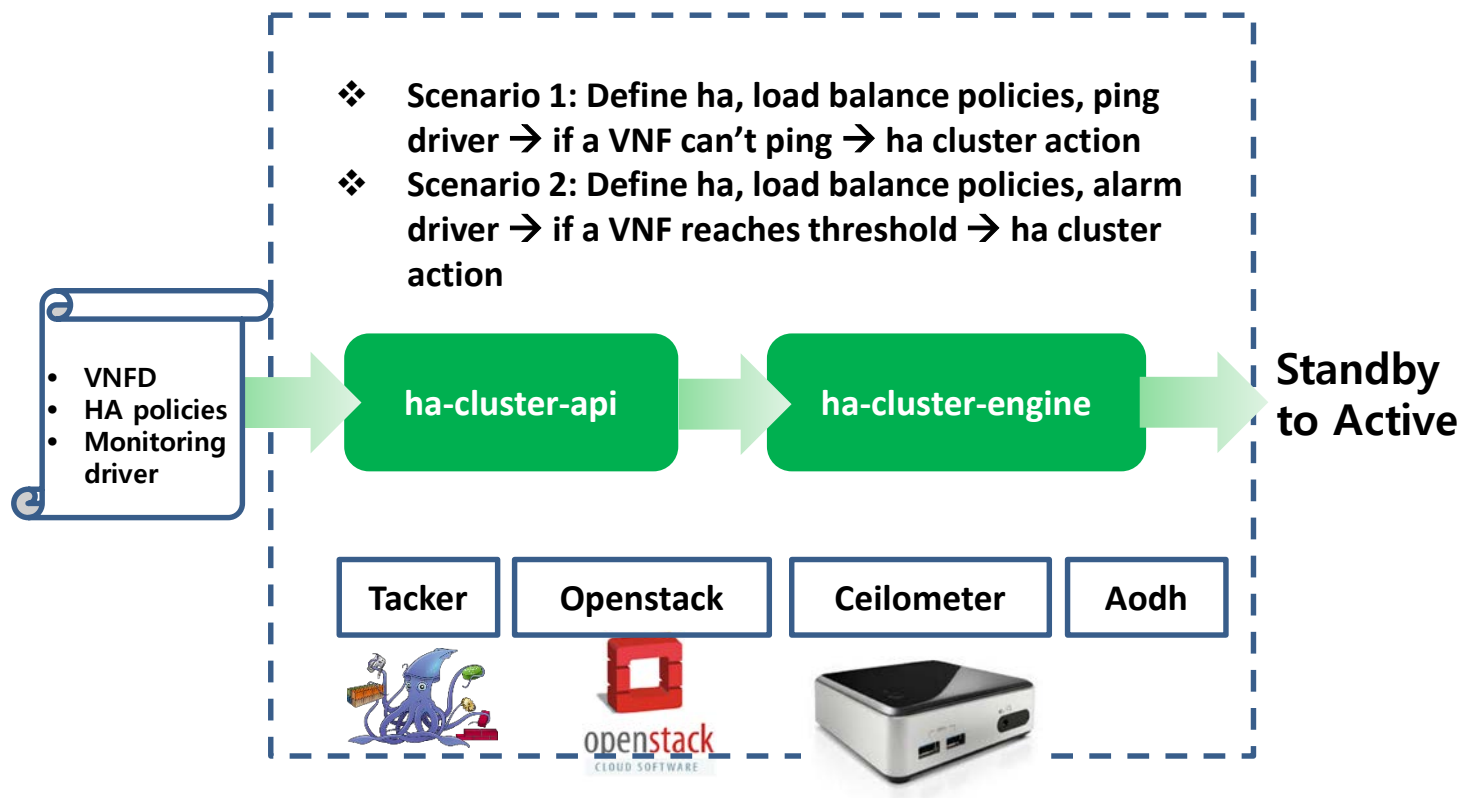 ❖ Scenario 1: Define ha, load balance policies, ping
driver → if a VNF can’t ping → ha cluster action
❖ Scenario 2: Define ha, load balance policies, alarm
driver → if a VNF reaches threshold → ha cluster
action
• VNFD
• HA policies
• Monitoring
driver
ha-cluster-api
ha-cluster-engine
Standby
to Active
Tacker
Openstack
Ceilometer
Aodh
openstack
CLOUD SOFTWARE